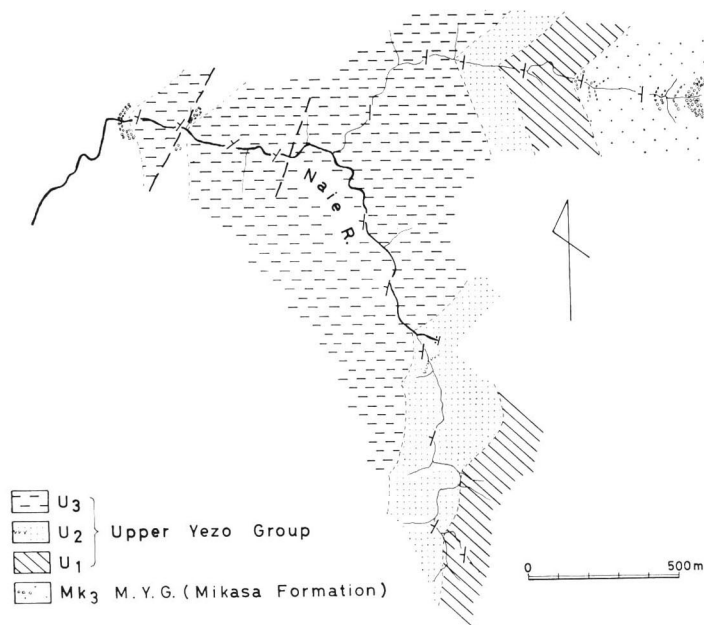 Naie R.
U3
U2
Upper Yezo Group
U1
Mk3 M.Y.G. (Mikasa Formation)
0 500m